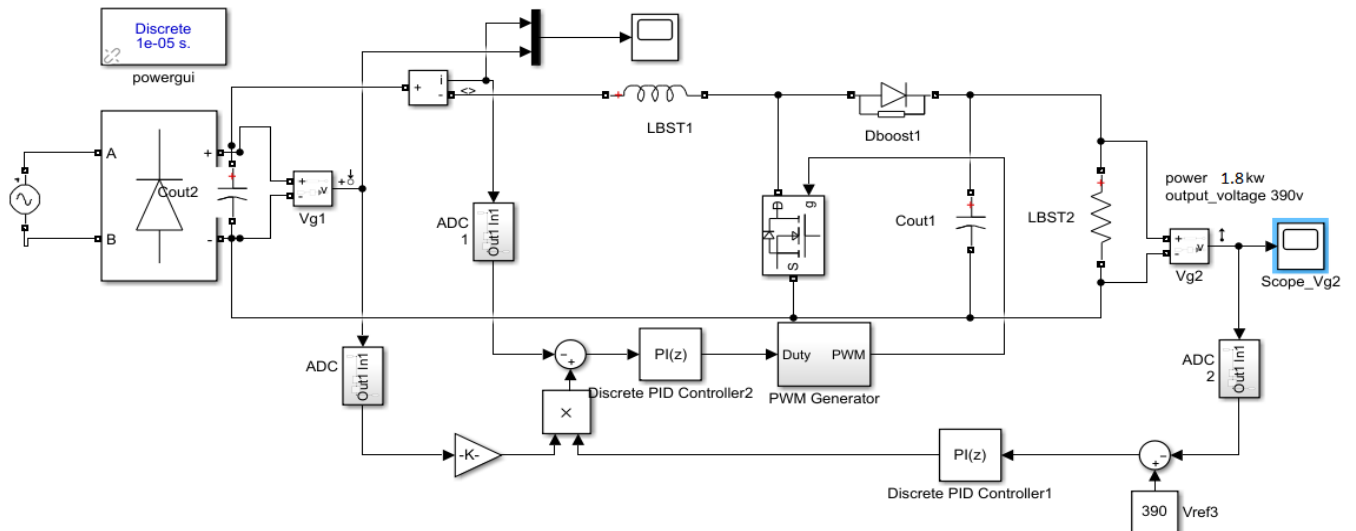 Discrete
1e-05 s.
powergui
A
B
+
-
Cout2
+
-
v
Vg1
+
i
-
<>
LBST1
Dboost1
ADC
1
Out1 In1
D
g
S
Cout1
LBST2
power 1.8kw
output_voltage 390v
+
-
v
Vg2
Scope_Vg2
ADC
Out1 In1
PI(z)
Discrete PID Controller2
Duty PWM
PWM Generator
ADC
2
Out1 In1
×
-K-
PI(z)
Discrete PID Controller1
390
Vref3